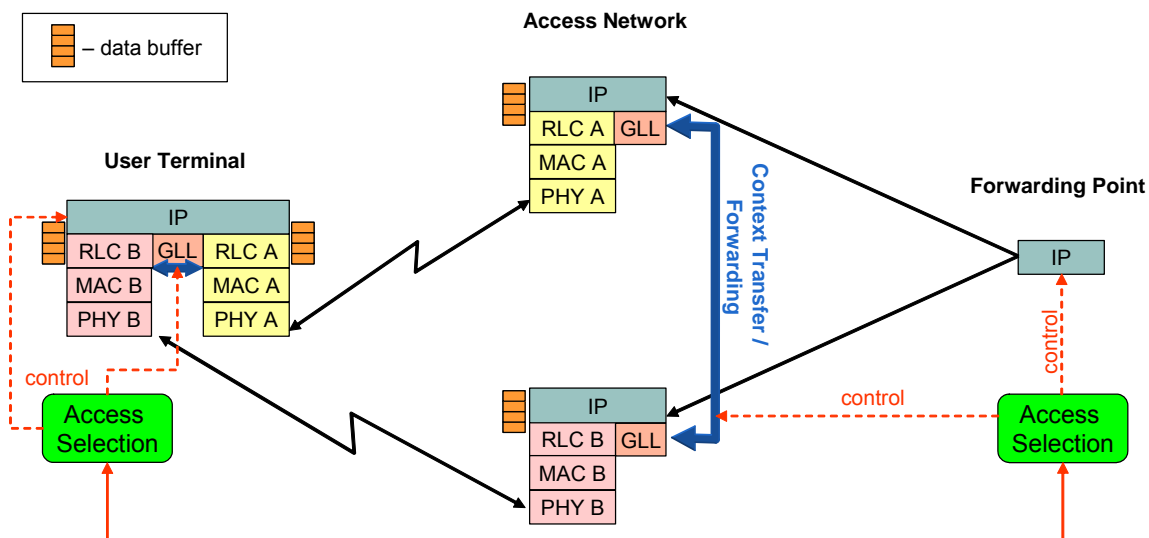 Access Network
– data buffer
IP
RLC A GLL
MAC A
PHY A
User Terminal
IP
RLC B GLL RLC A
MAC B MAC A
PHY B PHY A
Context Transfer /
Forwarding
Forwarding Point
IP
control
Access
Selection
IP
RLC B GLL
MAC B
PHY B
control
control
Access
Selection